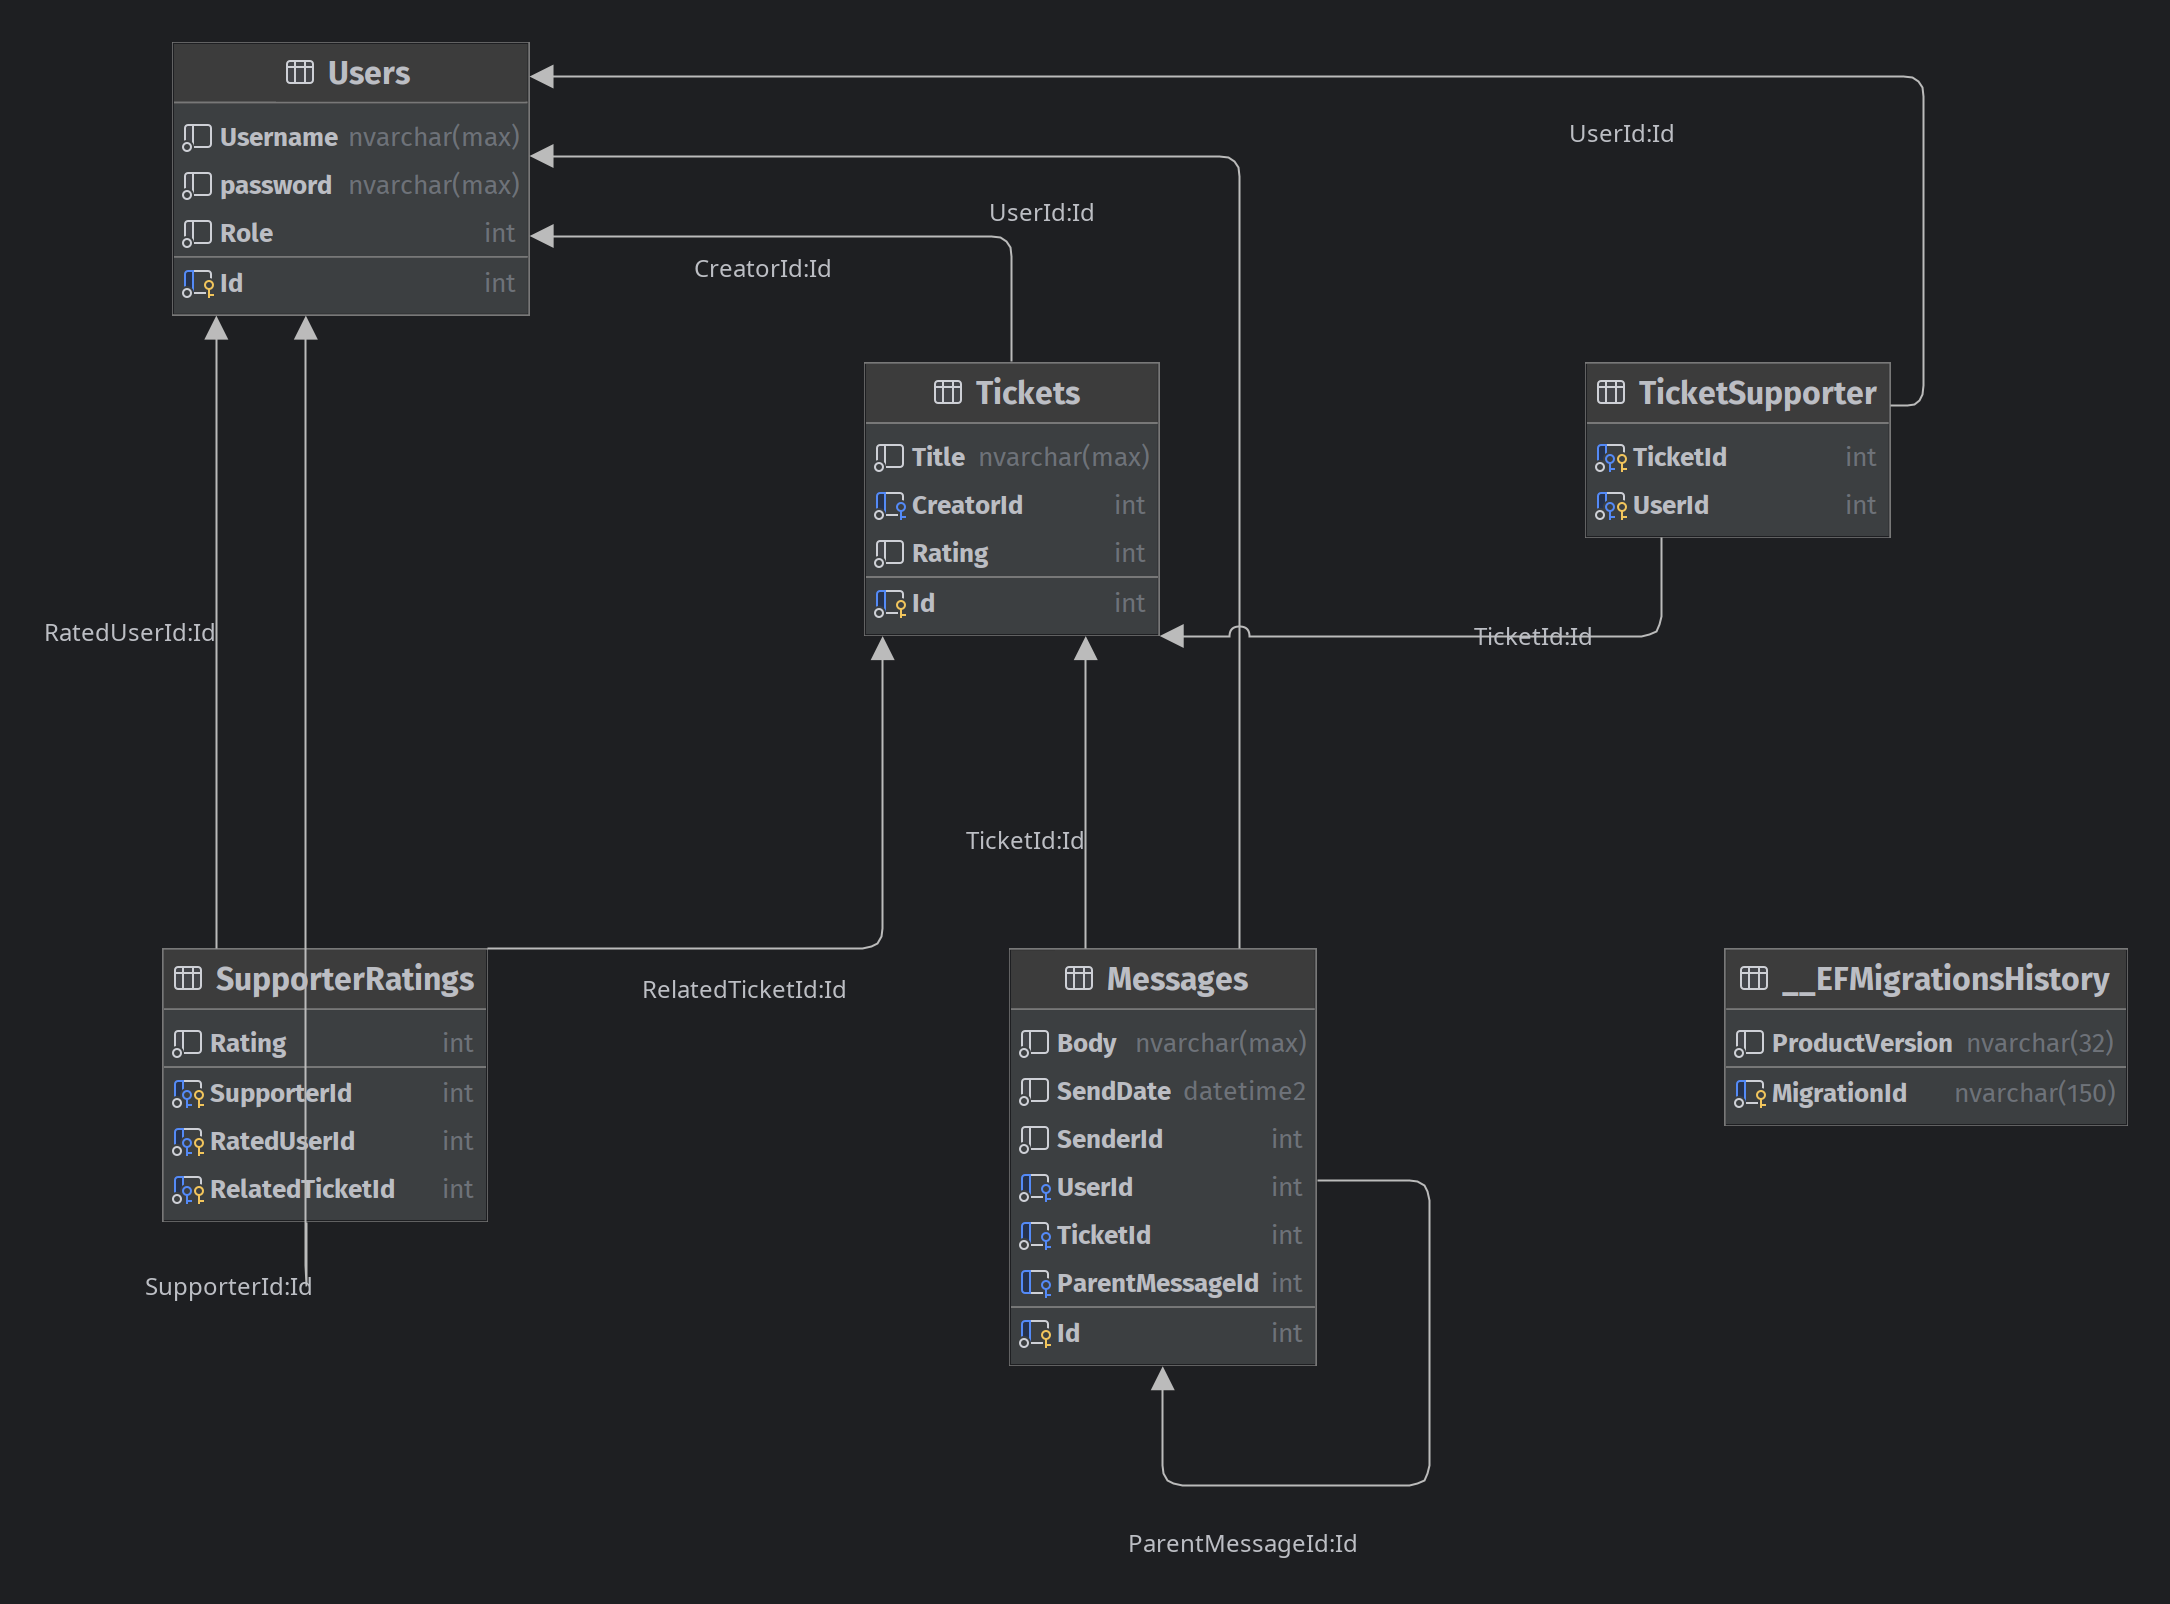 Users
Username nvarchar(max)
password nvarchar(max)
Role int
Id int
UserId:Id
UserId:Id
CreatorId:Id
Tickets
Title nvarchar(max)
CreatorId int
Rating int
Id int
TicketSupporter
TicketId int
UserId int
RatedUserId:Id
TicketId:Id
TicketId:Id
RelatedTicketId:Id
SupporterRatings
Rating int
SupporterId int
RatedUserId int
RelatedTicketId int
SupporterId:Id
Messages
Body nvarchar(max)
SendDate datetime2
SenderId int
UserId int
TicketId int
ParentMessageId int
Id int
ParentMessageId:Id
__EFMigrationsHistory
ProductVersion nvarchar(32)
MigrationId nvarchar(150)